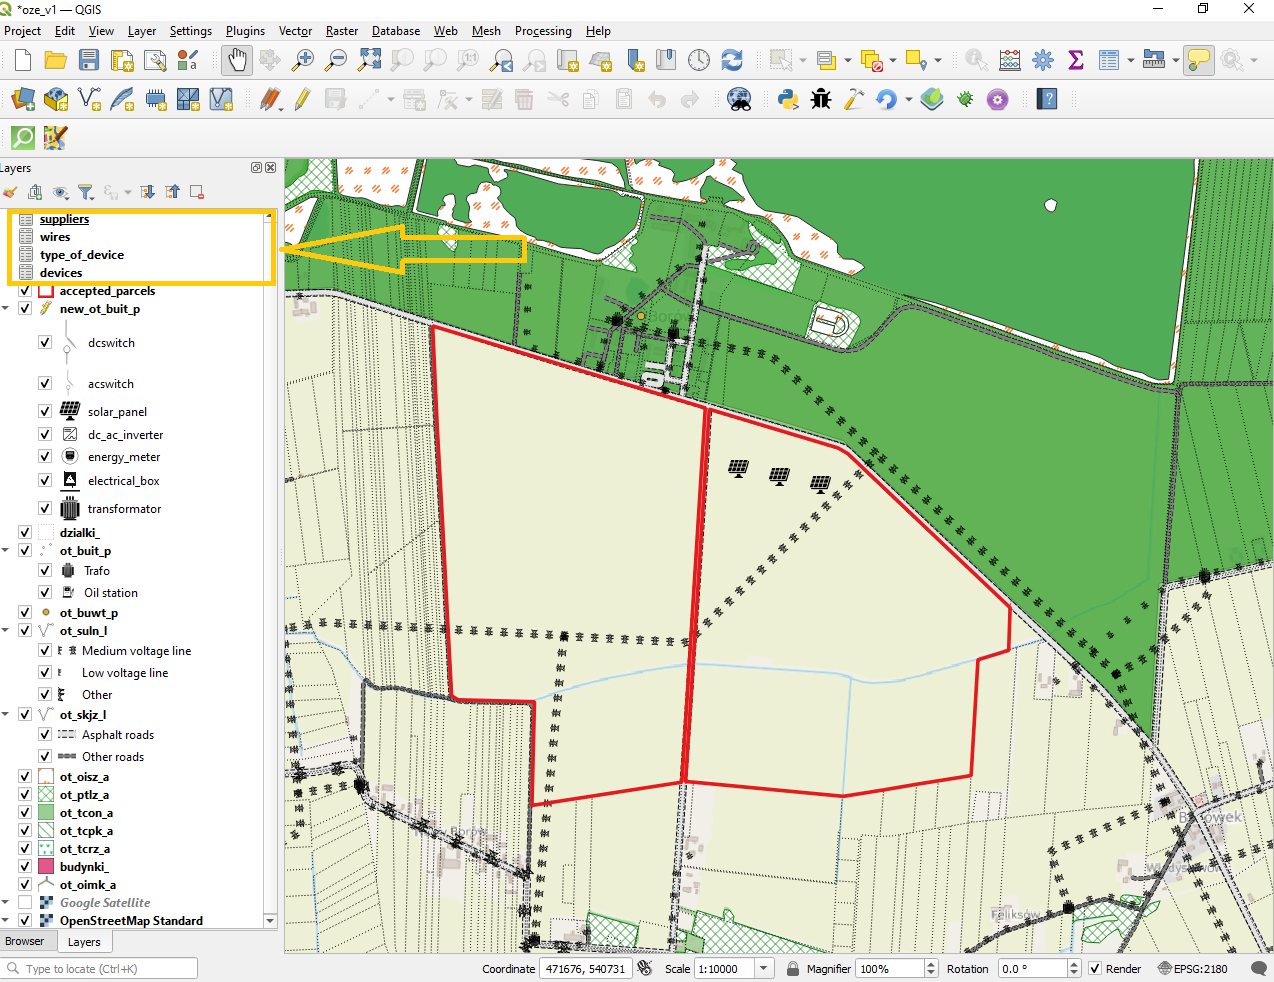 *oze_v1 — QGIS
Project Edit View Layer Settings Plugins Vector Raster Database Web Mesh Processing Help
Layers
suppliers
wires
type_of_device
devices
accepted_parcels
new_ot_buit_p
dcswitch
acswitch
solar_panel
dc_ac_inverter
energy_meter
electrical_box
transformator
dzialki_
ot_buit_p
Trafo
Oil station
ot_buwt_p
ot_suln_l
Medium voltage line
Low voltage line
Other
ot_skjz_l
Asphalt roads
Other roads
ot_oisz_a
ot_ptlz_a
ot_tcon_a
ot_tcpk_a
ot_tcrz_a
budynki_
ot_oimk_a
Google Satellite
OpenStreetMap Standard
Browser Layers
Feliksów
Type to locate (Ctrl+K) Coordinate 471676, 540731 Scale 1:10000 Magnifier 100% Rotation 0.0 ° Render EPSG:2180